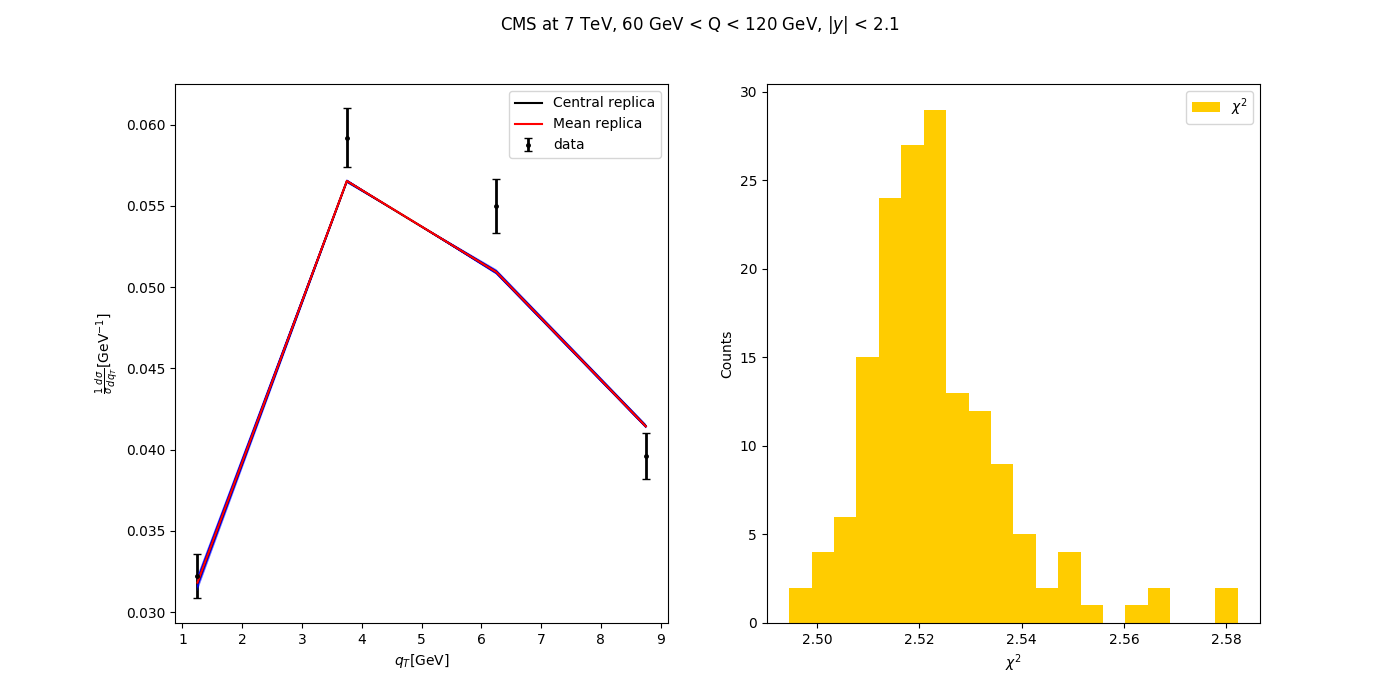 CMS at 7 TeV, 60 GeV < Q < 120 GeV, |y| < 2.1
Central replica
Mean replica
data
0.060
0.055
0.050
0.045
0.040
0.035
0.030
1 2 3 4 5 6 7 8 9
q_T[GeV]
\frac{1}{σ}\frac{dσ}{dq_T}[GeV⁻¹]
χ²
30
25
20
15
10
5
0
2.50 2.52 2.54 2.56 2.58
χ²
Counts